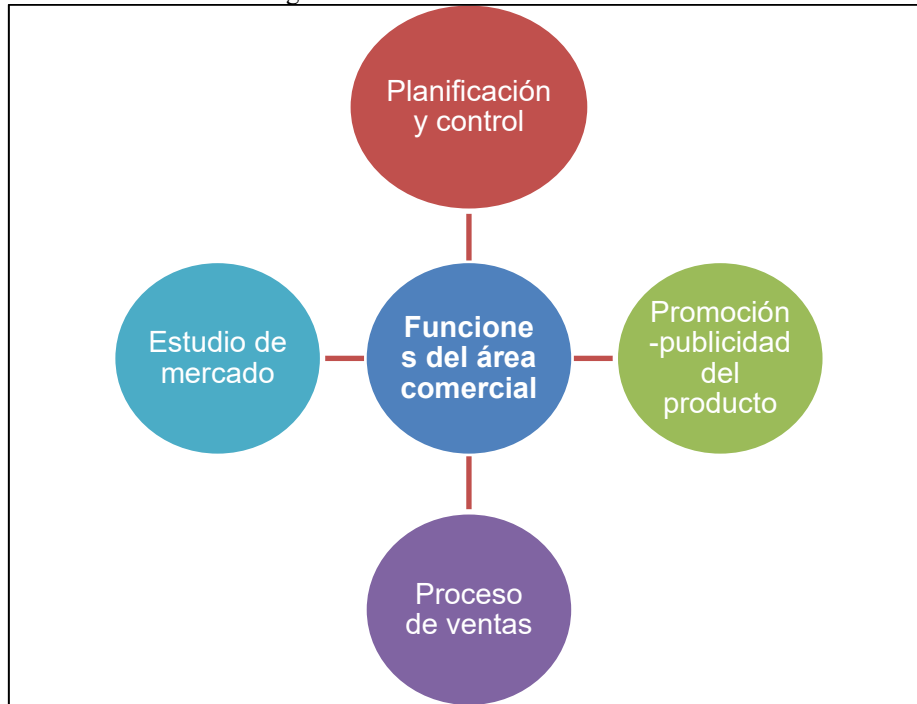 Planificación
y control
Estudio de
mercado
Funcione
s del área
comercial
Promoción
-publicidad
del
producto
Proceso
de ventas